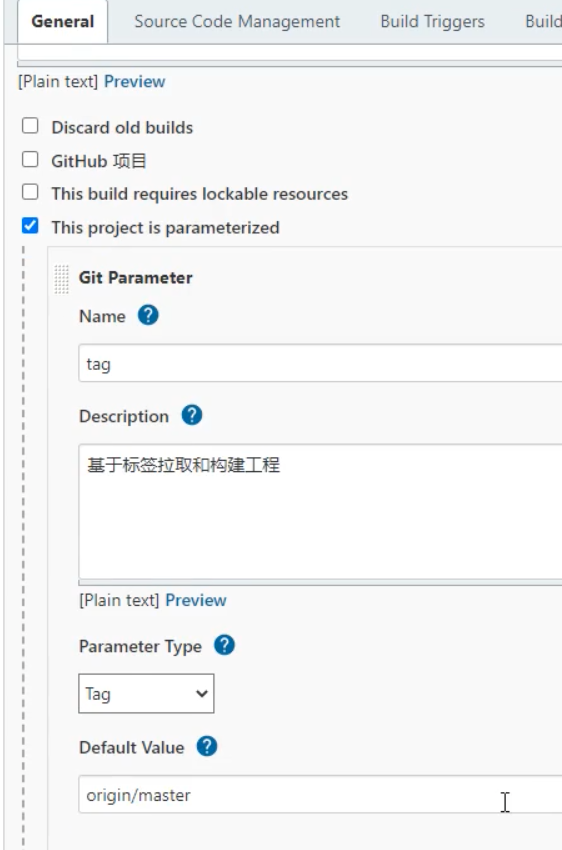 General Source Code Management Build Triggers Build
[Plain text] Preview
Discard old builds
GitHub 项目
This build requires lockable resources
This project is parameterized
Git Parameter
Name ?
tag
Description ?
基于标签拉取和构建工程
[Plain text] Preview
Parameter Type ?
Tag
Default Value ?
origin/master